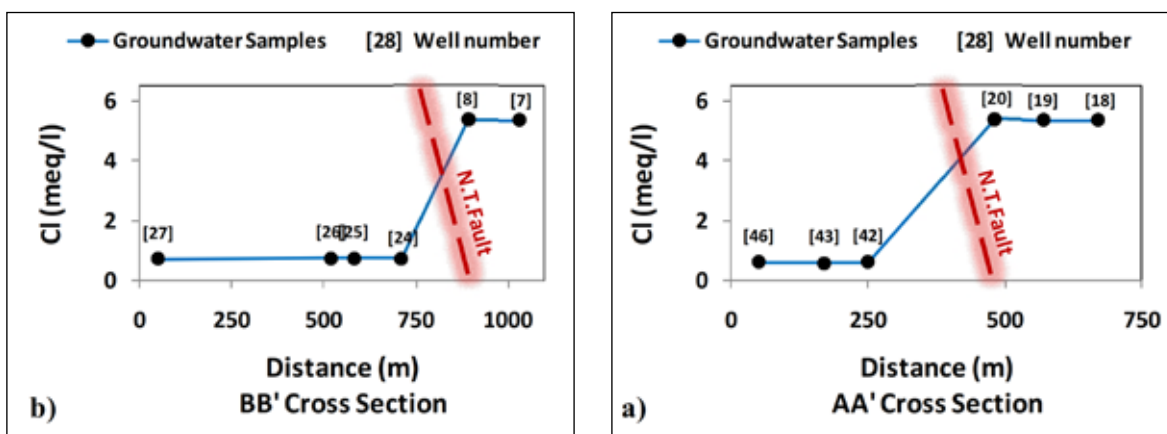 Groundwater Samples [28] Well number
6
4
2
0
Cl (meq/l)
[27]
[26]
[25]
[24]
[8]
[7]
N.T.Fault
0 250 500 750 1000
Distance (m)
b) BB' Cross Section
Groundwater Samples [28] Well number
6
4
2
0
Cl (meq/l)
[46]
[43]
[42]
[20]
[19]
[18]
N.T.Fault
0 250 500 750
Distance (m)
a) AA' Cross Section